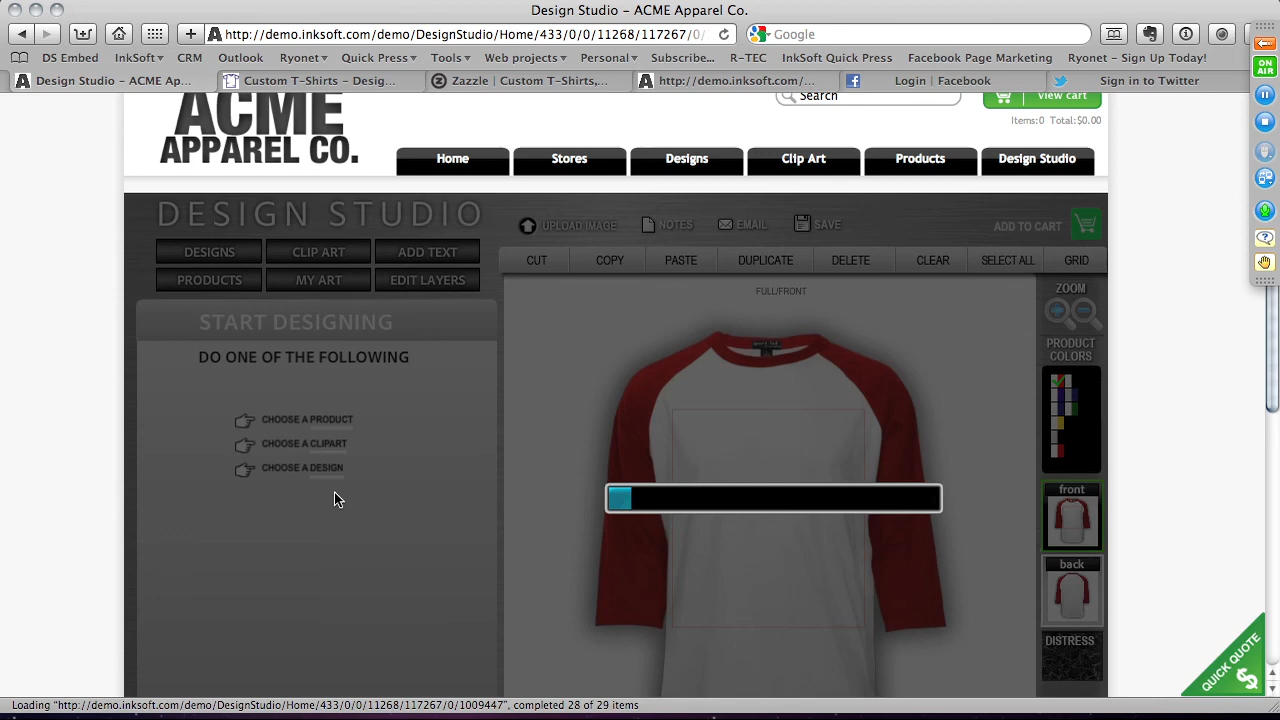 Design Studio – ACME Apparel Co.
http://demo.inksoft.com/demo/DesignStudio/Home/433/0/0/11268/117267/0/
Google
DS Embed InkSoft CRM Outlook Ryonet Quick Press Tools Web projects Personal Subscribe... R-TEC InkSoft Quick Press Facebook Page Marketing Ryonet – Sign Up Today!
Design Studio – ACME Ap... Custom T-Shirts – Desig... Zazzle | Custom T-Shirts,... http://demo.inksoft.com/... Login | Facebook Sign in to Twitter
ON AIR
ACME
APPAREL CO.
Search
view cart
Items:0 Total:$0.00
Home Stores Designs Clip Art Products Design Studio
DESIGN STUDIO
UPLOAD IMAGE NOTES EMAIL SAVE ADD TO CART
DESIGNS CLIP ART ADD TEXT
PRODUCTS MY ART EDIT LAYERS
CUT COPY PASTE DUPLICATE DELETE CLEAR SELECT ALL GRID
START DESIGNING
DO ONE OF THE FOLLOWING
CHOOSE A PRODUCT
CHOOSE A CLIPART
CHOOSE A DESIGN
FULL/FRONT
ZOOM
PRODUCT
COLORS
front
back
DISTRESS
QUICK QUOTE
$
Loading "http://demo.inksoft.com/demo/DesignStudio/Home/433/0/0/11268/117267/0/1009447", completed 28 of 29 items